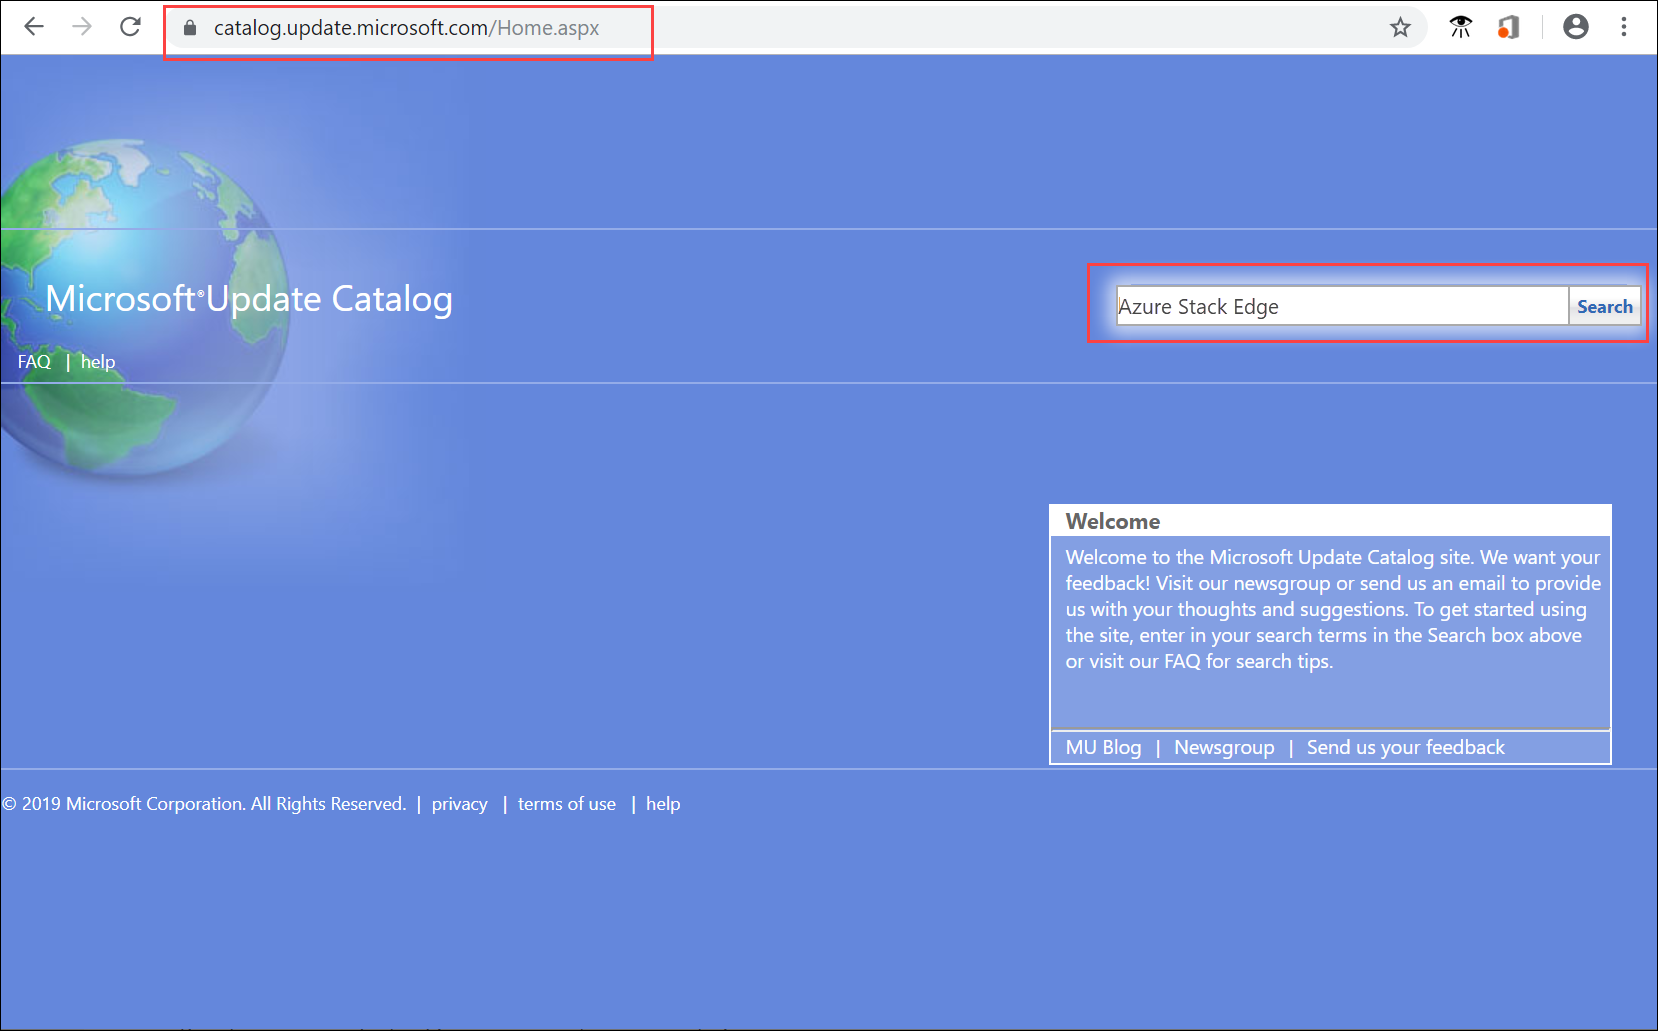 catalog.update.microsoft.com/Home.aspx
Microsoft®Update Catalog
Azure Stack Edge
Search
FAQ | help
Welcome
Welcome to the Microsoft Update Catalog site. We want your
feedback! Visit our newsgroup or send us an email to provide
us with your thoughts and suggestions. To get started using
the site, enter in your search terms in the Search box above
or visit our FAQ for search tips.
MU Blog | Newsgroup | Send us your feedback
© 2019 Microsoft Corporation. All Rights Reserved. | privacy | terms of use | help